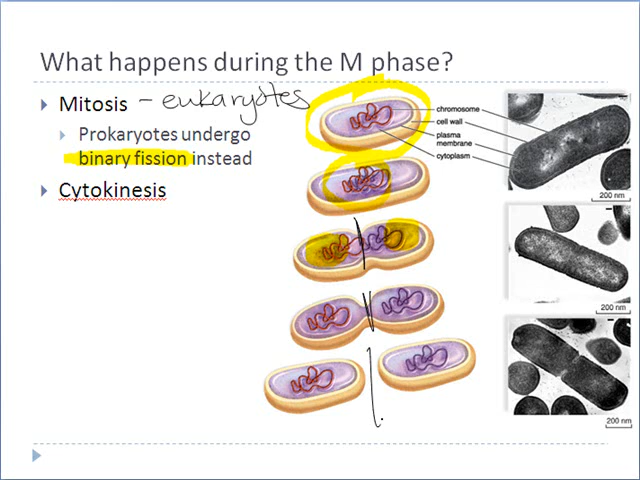 What happens during the M phase?
Mitosis – eukaryotes
Prokaryotes undergo
binary fission instead
Cytokinesis
chromosome
cell wall
plasma
membrane
cytoplasm
200 nm
200 nm
200 nm